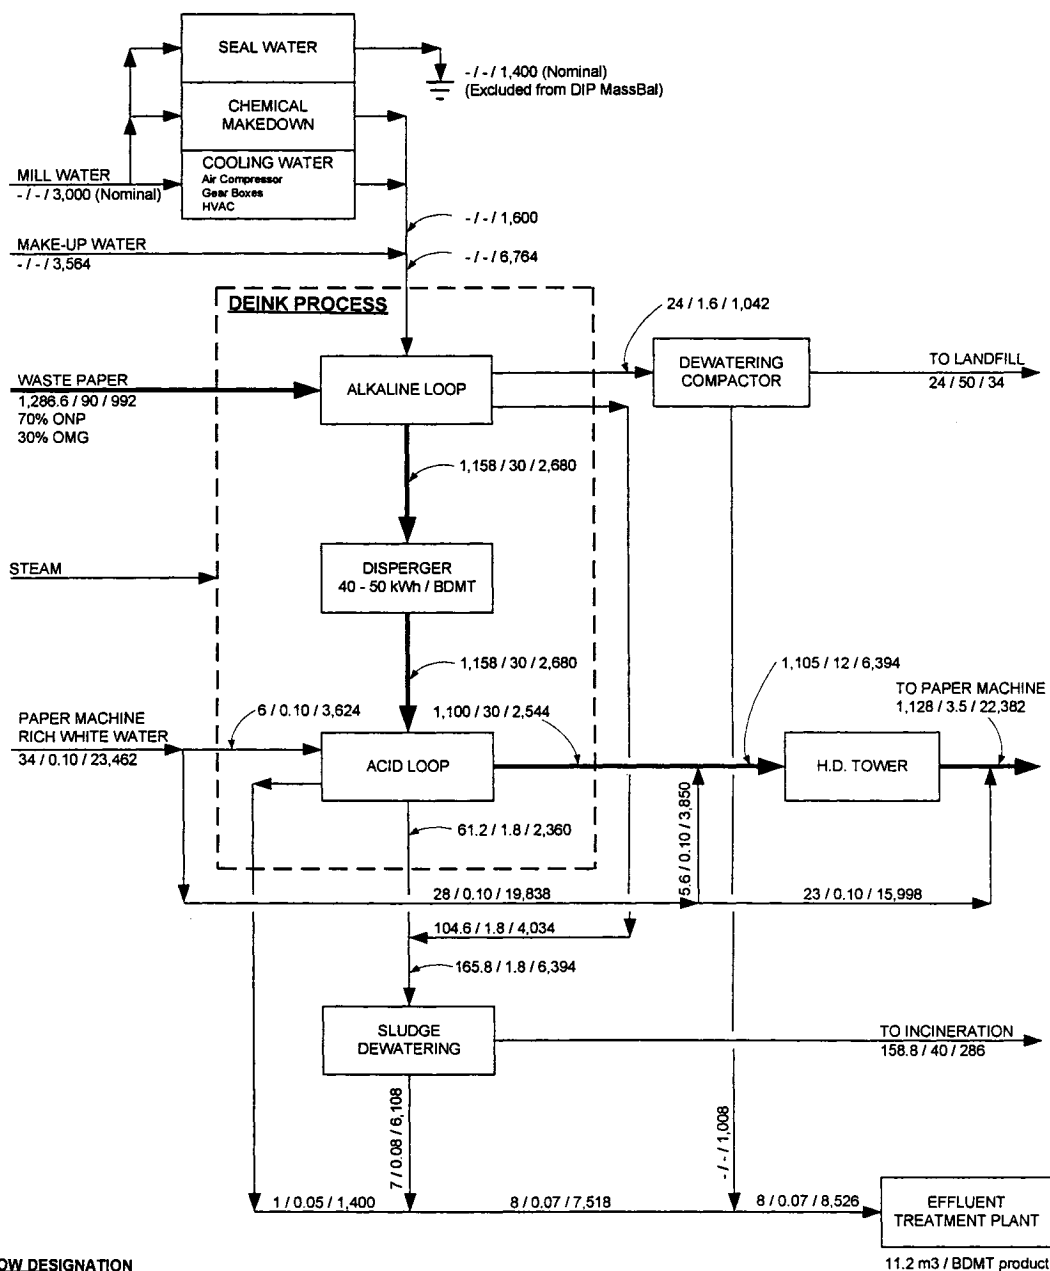 SEAL WATER
- / - / 1,400 (Nominal)
(Excluded from DIP MassBal)
CHEMICAL
MAKEDOWN
COOLING WATER
Air Compressor
Gear Boxes
HVAC
MILL WATER
- / - / 3,000 (Nominal)
- / - / 1,600
MAKE-UP WATER
- / - / 3,564
- / - / 6,764
DEINK PROCESS
24 / 1.6 / 1,042
WASTE PAPER
1,286.6 / 90 / 992
70% ONP
30% OMG
ALKALINE LOOP
DEWATERING
COMPACTOR
TO LANDFILL
24 / 50 / 34
1,158 / 30 / 2,680
STEAM
DISPERGER
40 - 50 kWh / BDMT
1,158 / 30 / 2,680
1,105 / 12 / 6,394
PAPER MACHINE
RICH WHITE WATER
34 / 0.10 / 23,462
6 / 0.10 / 3,624
1,100 / 30 / 2,544
TO PAPER MACHINE
1,128 / 3.5 / 22,382
ACID LOOP
H.D. TOWER
61.2 / 1.8 / 2,360
5.6 / 0.10 / 3,850
28 / 0.10 / 19,838
23 / 0.10 / 15,998
104.6 / 1.8 / 4,034
165.8 / 1.8 / 6,394
SLUDGE
DEWATERING
TO INCINERATION
158.8 / 40 / 286
7 / 0.08 / 6,108
- / - / 1,008
1 / 0.05 / 1,400
8 / 0.07 / 7,518
8 / 0.07 / 8,526
EFFLUENT
TREATMENT PLANT
11.2 m3 / BDMT product
OW DESIGNATION